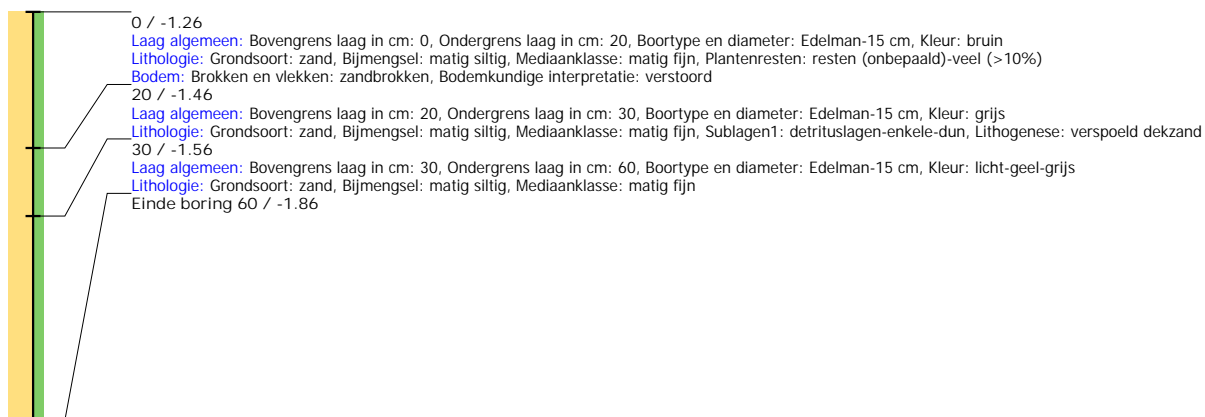 0 / -1.26
Laag algemeen: Bovengrens laag in cm: 0, Ondergrens laag in cm: 20, Boortype en diameter: Edelman-15 cm, Kleur: bruin
Lithologie: Grondsoort: zand, Bijmengsel: matig siltig, Mediaanklasse: matig fijn, Plantenresten: resten (onbepaald)-veel (>10%)
Bodem: Brokken en vlekken: zandbrokken, Bodemkundige interpretatie: verstoord
20 / -1.46
Laag algemeen: Bovengrens laag in cm: 20, Ondergrens laag in cm: 30, Boortype en diameter: Edelman-15 cm, Kleur: grijs
Lithologie: Grondsoort: zand, Bijmengsel: matig siltig, Mediaanklasse: matig fijn, Sublagen1: detrituslagen-enkele-dun, Lithogenese: verspoeld dekzand
30 / -1.56
Laag algemeen: Bovengrens laag in cm: 30, Ondergrens laag in cm: 60, Boortype en diameter: Edelman-15 cm, Kleur: licht-geel-grijs
Lithologie: Grondsoort: zand, Bijmengsel: matig siltig, Mediaanklasse: matig fijn
Einde boring 60 / -1.86